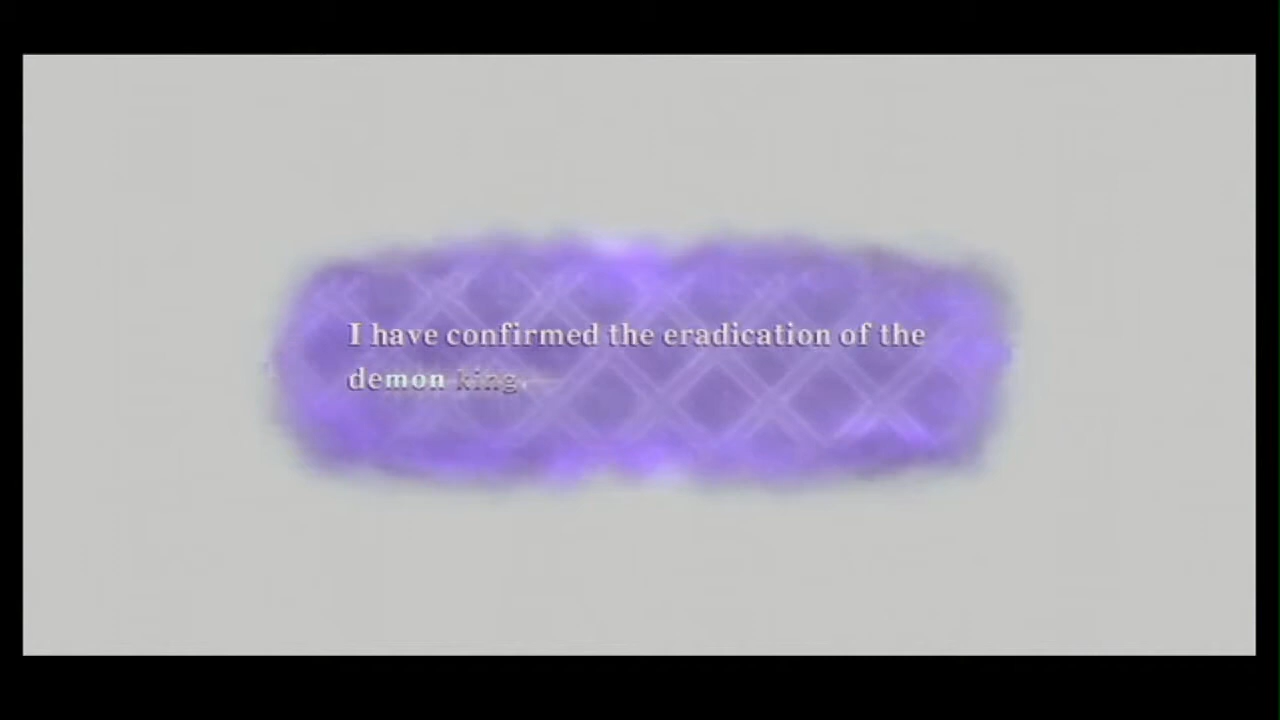 I have confirmed the eradication of the
demon king.